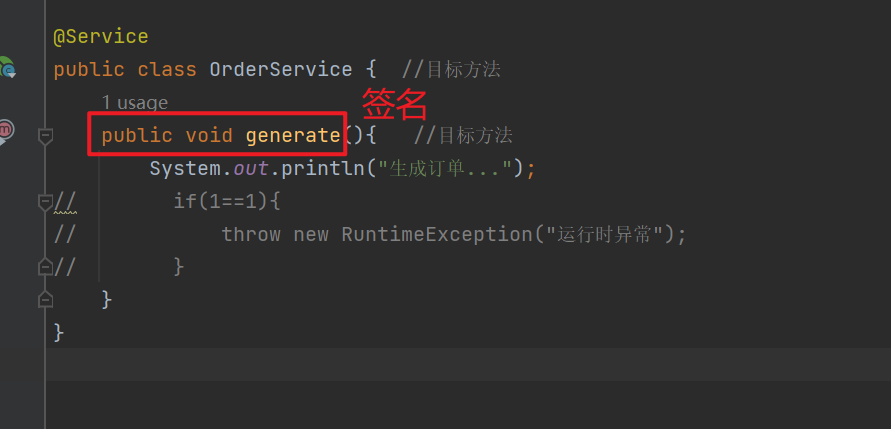 @Service
public class OrderService {  //目标方法
1 usage
签名
public void generate(){   //目标方法
System.out.println("生成订单...");
//        if(1==1){
//            throw new RuntimeException("运行时异常");
//        }
}
}